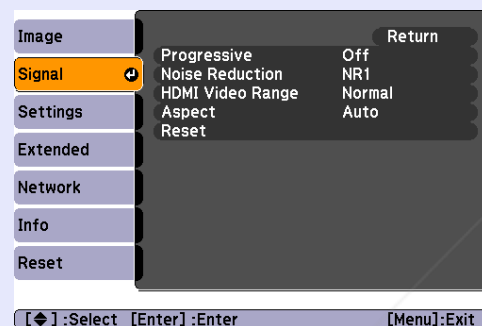 Image
Signal
Settings
Extended
Network
Info
Reset
Return
Progressive Off
Noise Reduction NR1
HDMI Video Range Normal
Aspect Auto
Reset
[◆] :Select [Enter] :Enter [Menu]:Exit